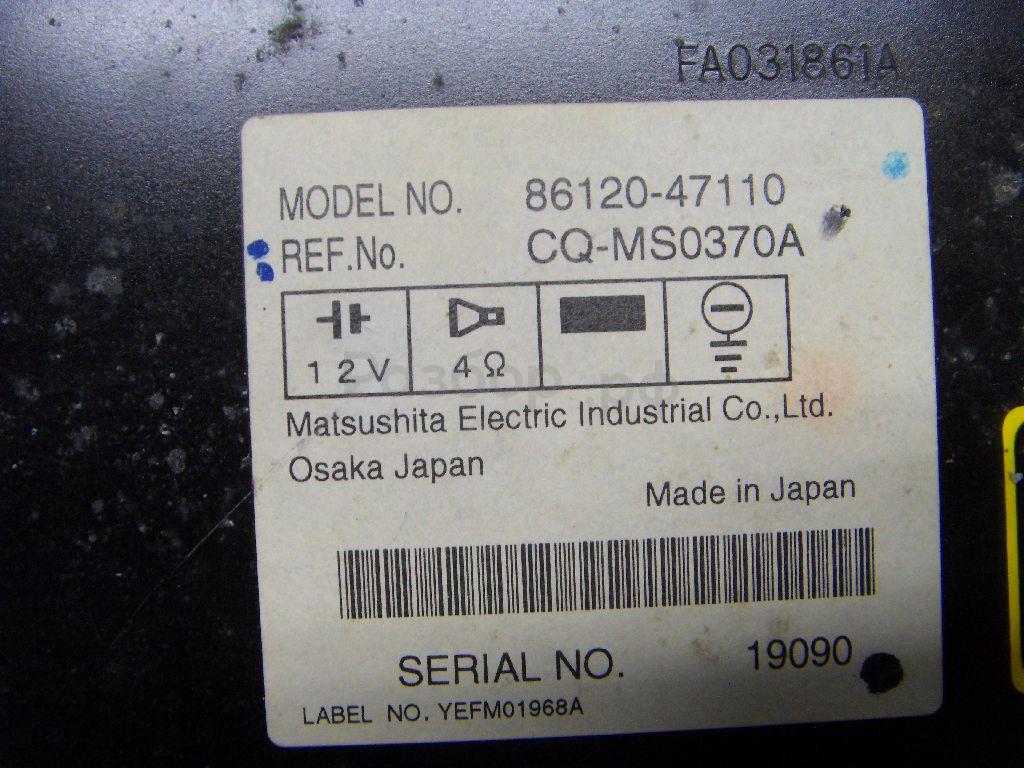 FA031861A
MODEL NO. 86120-47110
REF.No. CQ-MS0370A
12V 4Ω
Matsushita Electric Industrial Co.,Ltd.
Osaka Japan
Made in Japan
SERIAL NO. 19090
LABEL NO. YEFM01968A